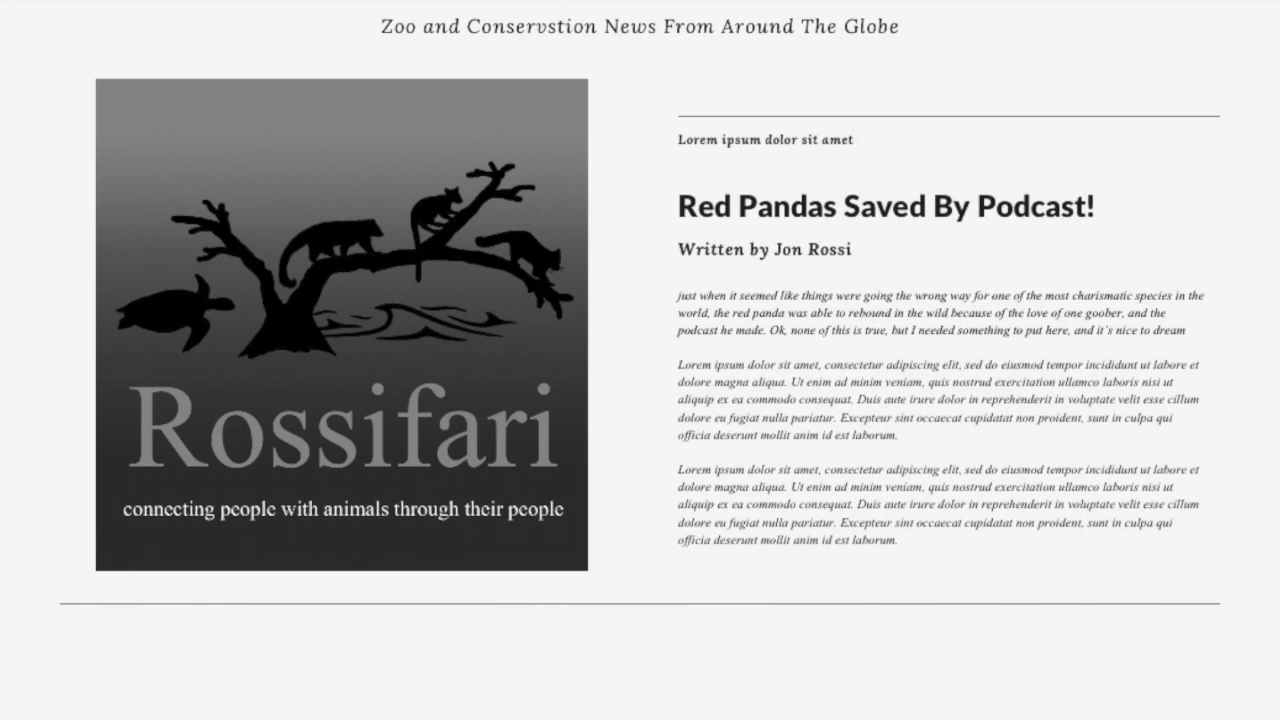 Zoo and Conservstion News From Around The Globe
Rossifari
connecting people with animals through their people
Lorem ipsum dolor sit amet
Red Pandas Saved By Podcast!
Written by Jon Rossi
just when it seemed like things were going the wrong way for one of the most charismatic species in the
world, the red panda was able to rebound in the wild because of the love of one goober, and the
podcast he made. Ok, none of this is true, but I needed something to put here, and it's nice to dream
Lorem ipsum dolor sit amet, consectetur adipiscing elit, sed do eiusmod tempor incididunt ut labore et
dolore magna aliqua. Ut enim ad minim veniam, quis nostrud exercitation ullamco laboris nisi ut
aliquip ex ea commodo consequat. Duis aute irure dolor in reprehenderit in voluptate velit esse cillum
dolore eu fugiat nulla pariatur. Excepteur sint occaecat cupidatat non proident, sunt in culpa qui
officia deserunt mollit anim id est laborum.
Lorem ipsum dolor sit amet, consectetur adipiscing elit, sed do eiusmod tempor incididunt ut labore et
dolore magna aliqua. Ut enim ad minim veniam, quis nostrud exercitation ullamco laboris nisi ut
aliquip ex ea commodo consequat. Duis aute irure dolor in reprehenderit in voluptate velit esse cillum
dolore eu fugiat nulla pariatur. Excepteur sint occaecat cupidatat non proident, sunt in culpa qui
officia deserunt mollit anim id est laborum.